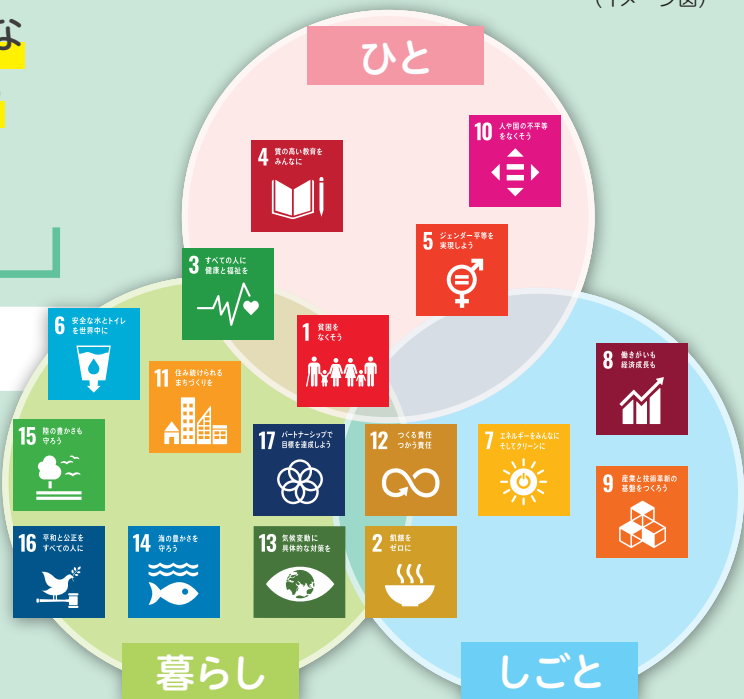 （イメージ図）
な
ひと
10 人や国の不平等
をなくそう
4 質の高い教育を
みんなに
5 ジェンダー平等を
実現しよう
3 すべての人に
健康と福祉を
1 貧困を
なくそう
6 安全な水とトイレ
を世界中に
11 住み続けられる
まちづくりを
8 働きがいも
経済成長も
15 陸の豊かさも
守ろう
17 パートナーシップで
目標を達成しよう
12 つくる責任
つかう責任
7 エネルギーをみんなに
そしてクリーンに
9 産業と技術革新の
基盤をつくろう
16 平和と公正を
すべての人に
14 海の豊かさを
守ろう
13 気候変動に
具体的な対策を
2 飢餓を
ゼロに
暮らし
しごと